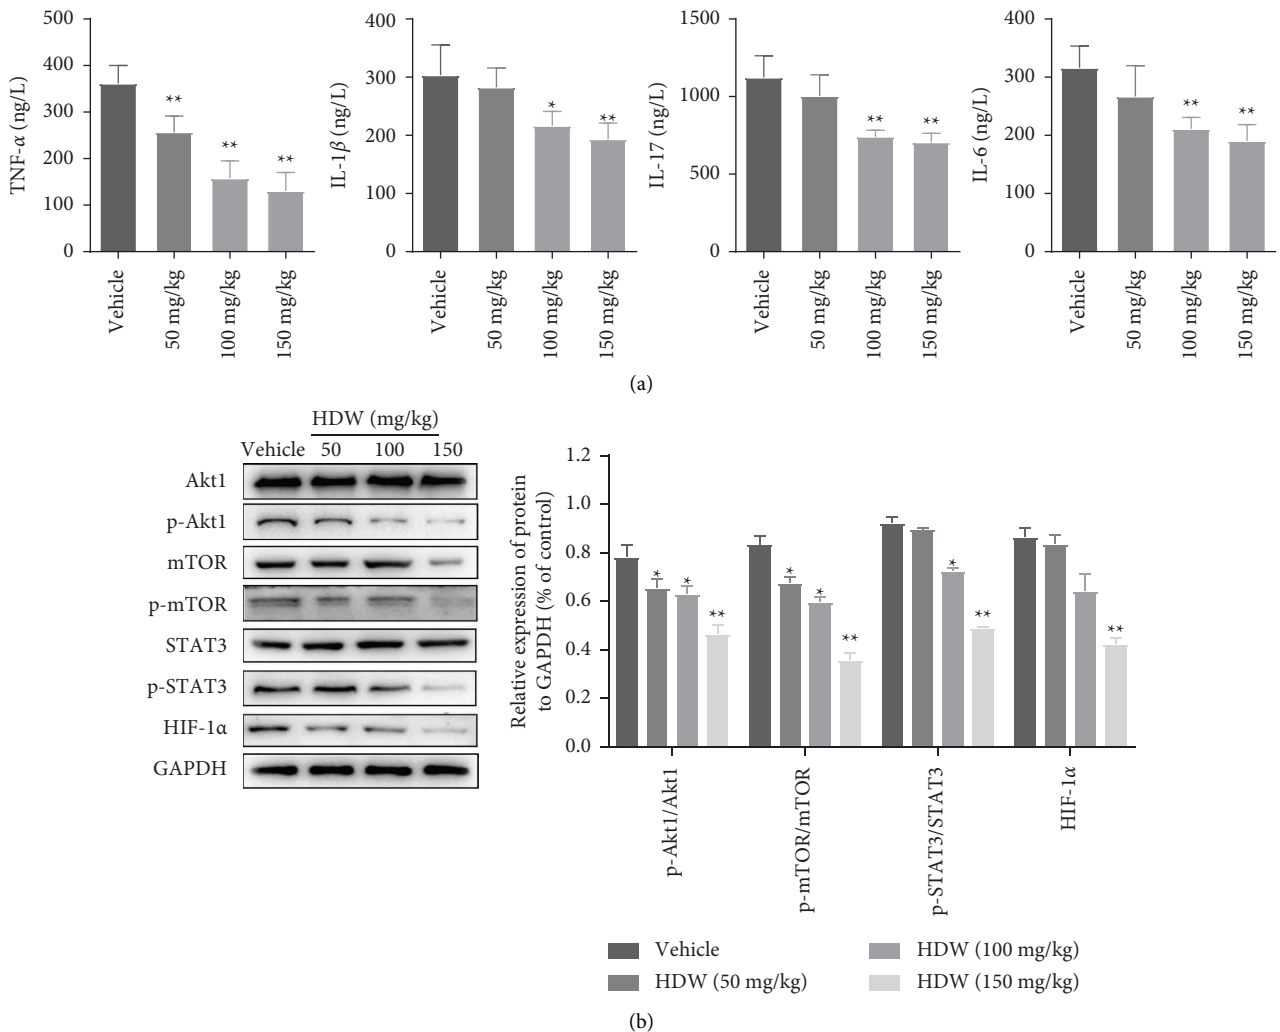 500
400
300
200
100
0
TNF-α (ng/L)
**
**
**
Vehicle
50 mg/kg
100 mg/kg
150 mg/kg
400
300
200
100
0
IL-1β (ng/L)
*
**
Vehicle
50 mg/kg
100 mg/kg
150 mg/kg
1500
1000
500
0
IL-17 (ng/L)
**
**
Vehicle
50 mg/kg
100 mg/kg
150 mg/kg
400
300
200
100
0
IL-6 (ng/L)
**
**
Vehicle
50 mg/kg
100 mg/kg
150 mg/kg
(a)
HDW (mg/kg)
Vehicle 50 100 150
Akt1
p-Akt1
mTOR
p-mTOR
STAT3
p-STAT3
HIF-1α
GAPDH
Relative expression of protein
to GAPDH (% of control)
1.2
1.0
0.8
0.6
0.4
0.2
0.0
*
*
**
*
*
**
*
**
**
p-Akt1/Akt1
p-mTOR/mTOR
p-STAT3/STAT3
HIF-1α
Vehicle
HDW (50 mg/kg)
HDW (100 mg/kg)
HDW (150 mg/kg)
(b)